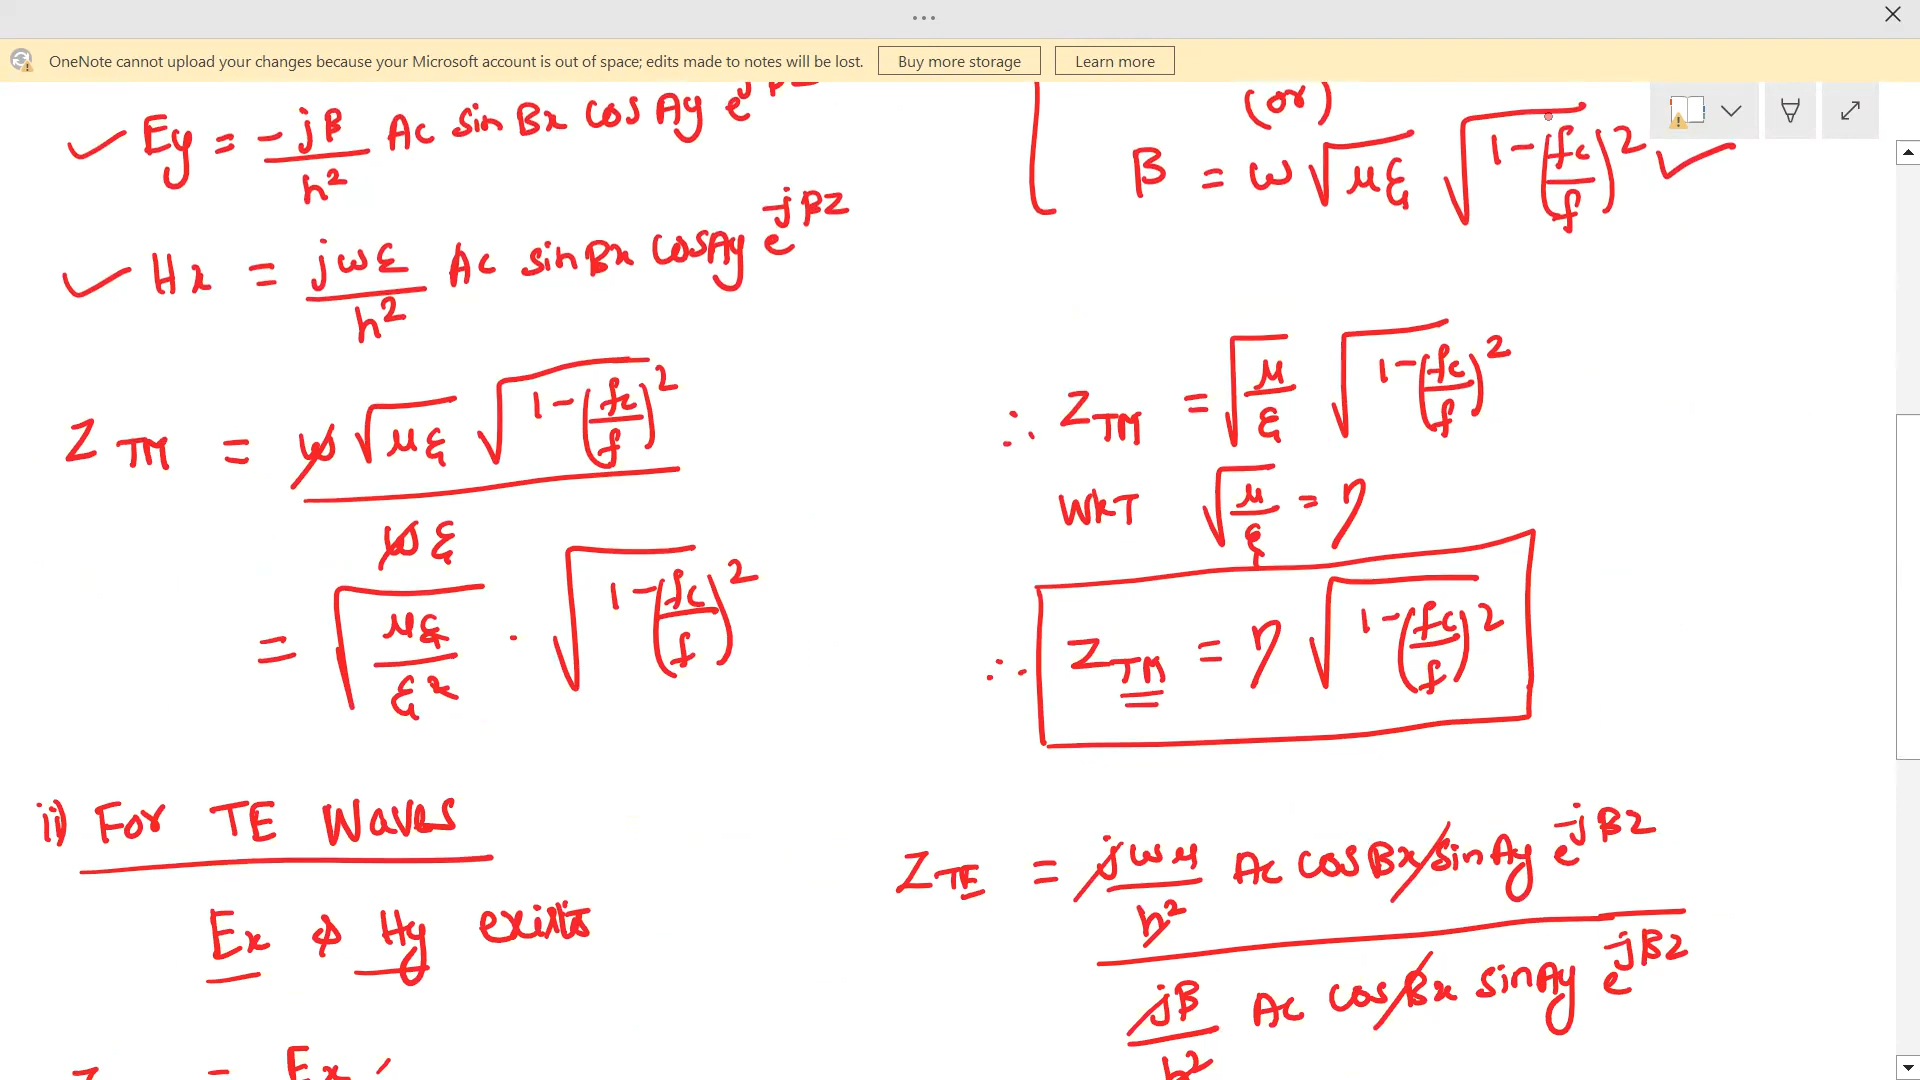 OneNote cannot upload your changes because your Microsoft account is out of space; edits made to notes will be lost. Buy more storage Learn more
✓ Ey = -jβ/h² Ac sin Bx cos Ay e^
✓ Hx = jωε/h² Ac sin Bx cos Ay e^-jβz
Z TM = ω√με √1-(fc/f)² / ωε
= √με/ε² · √1-(fc/f)²
(or)
β = ω√με √1-(fc/f)² ✓
∴ ZTM = √μ/ε √1-(fc/f)²
WKT √μ/ε = η
∴ ZTM = η √1-(fc/f)²
ii) For TE Waves
Ex & Hy exists
Ex
ZTE = jωμ/h² Ac cos Bx sin Ay e^-jβz
jβ/h² Ac cos Bx sin Ay e^-jβz